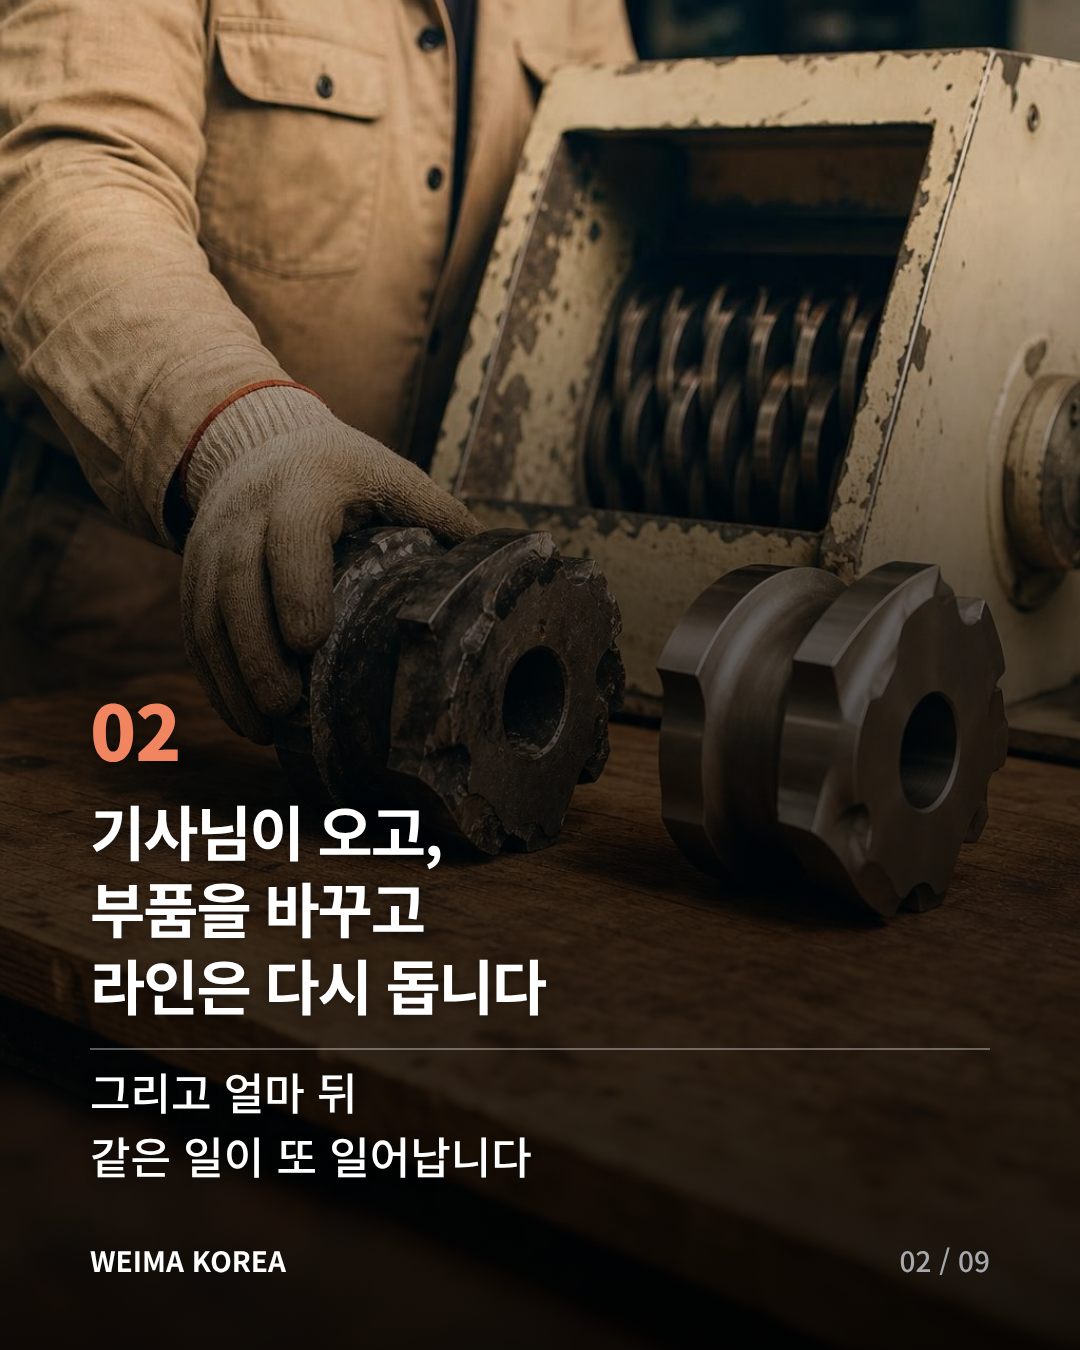 02
기사님이 오고,
부품을 바꾸고
라인은 다시 돕니다
그리고 얼마 뒤
같은 일이 또 일어납니다
WEIMA KOREA
02 / 09